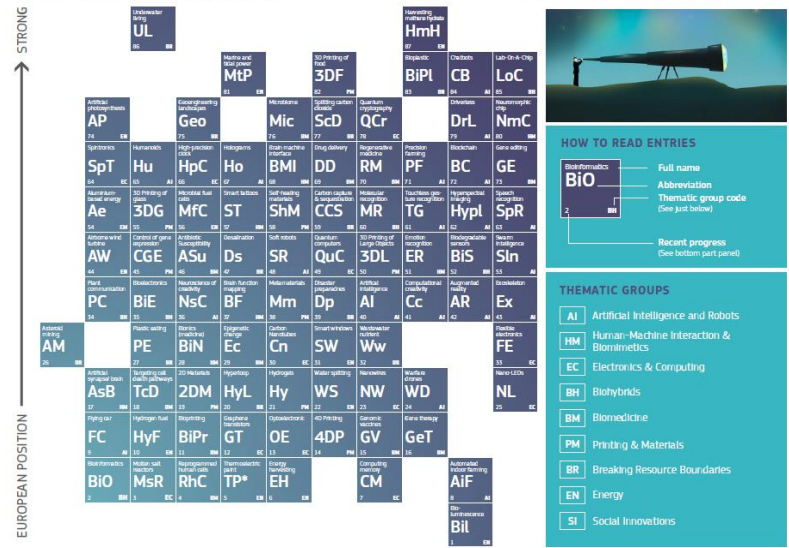 STRONG
EUROPEAN POSITION
Underwater living
UL
86 BR
Harvesting methane hydrate
HmH
87 EN
Marine and tidal power
MtP
81 EN
3D Printing of food
3DF
82 PM
Bioplastic
BiPl
83 BR
Chatbots
CB
84 AI
Lab-On-A-Chip
LoC
85 BH
Artificial photosynthesis
AP
74 EN
Geoengineering landscapes
Geo
75 BR
Microbiome
Mic
76 BM
Splitting carbon dioxide
ScD
77 BR
Quantum cryptography
QCr
78 EC
Driverless
DrL
79 AI
Neuromorphic chip
NmC
80 HM
Spintronics
SpT
64 EC
Humanoids
Hu
65 AI
High-precision clock
HpC
66 EC
Holograms
Ho
67 AI
Brain machine interface
BMI
68 HM
Drug delivery
DD
69 BM
Regenerative medicine
RM
70 BM
Precision farming
PF
71 AI
Blockchain
BC
72 AI
Gene editing
GE
73 BM
Aluminium-based energy
Ae
54 EN
3D Printing of glass
3DG
55 PM
Microbial fuel cells
MfC
56 EN
Smart tattoos
ST
57 HM
Self-healing materials
ShM
58 PM
Carbon capture & sequestration
CCS
59 BR
Molecular recognition
MR
60 BH
Touchless gesture recognition
TG
61 AI
Hyperspectral imaging
Hypl
62 AI
Speech recognition
SpR
63 AI
Airborne wind turbine
AW
44 EN
Control of gene expression
CGE
45
Antibiotic Susceptibility
ASu
46 BM
Desalination
Ds
47 BR
Soft robots
SR
48 AI
Quantum computers
QuC
49 EC
3D Printing of Large Objects
3DL
50 PM
Emotion recognition
ER
51 HM
Biodegradable sensors
BiS
52 BH
Swarm intelligence
SIn
53 AI
Plant communication
PC
34 BH
Bioelectronics
BiE
35 BH
Neuroscience of creativity
NsC
36 AI
Brain function mapping
BF
37 HM
Metamaterials
Mm
38 PM
Disaster preparedness
Dp
39 BR
Artificial intelligence
AI
40 AI
Computational creativity
Cc
41 AI
Augmented reality
AR
42 AI
Exoskeleton
Ex
43 AI
Asteroid mining
AM
26 BR
Plastic eating
PE
27 BR
Bionics (medicine)
BiN
28 HM
Epigenetic change
Ec
29 BM
Carbon Nanotubes
Cn
30 EC
Smart windows
SW
31 EN
Wastewater nutrient
Ww
32 BR
Flexible electronics
FE
33 EC
Artificial synapse/brain
AsB
17 HM
Targeting cell death pathways
TcD
18 BM
2D Materials
2DM
19 PM
Hyperloop
HyL
20 BR
Hydrogels
Hy
21 PM
Water splitting
WS
22 EN
Nanowires
NW
23 EC
Warfare drones
WD
24 AI
Nano-LEDs
NL
25 EC
Flying car
FC
9 AI
Hydrogen fuel
HyF
10 EN
Bioprinting
BiPr
11 BM
Graphene transistors
GT
12 EC
Optoelectronic
OE
13 EC
4D Printing
4DP
14 PM
Genomic vaccines
GV
15 BM
Gene therapy
GeT
16 BM
Bioinformatics
BiO
2 BH
Molten salt reactors
MsR
3 EC
Reprogrammed human cells
RhC
4 BM
Thermoelectric paint
TP*
5 EN
Energy harvesting
EH
6 EN
Computing memory
CM
7 EC
Automated indoor farming
AiF
8 AI
Bio-luminescence
Bil
1 EN
HOW TO READ ENTRIES
Bioinformatics
BiO
2 BH
Full name
Abbreviation
Thematic group code
(See just below)
Recent progress
(See bottom part panel)
THEMATIC GROUPS
AI Artificial Intelligence and Robots
HM Human-Machine Interaction &
Biomimetics
EC Electronics & Computing
BH Biohybrids
BM Biomedicine
PM Printing & Materials
BR Breaking Resource Boundaries
EN Energy
SI Social Innovations